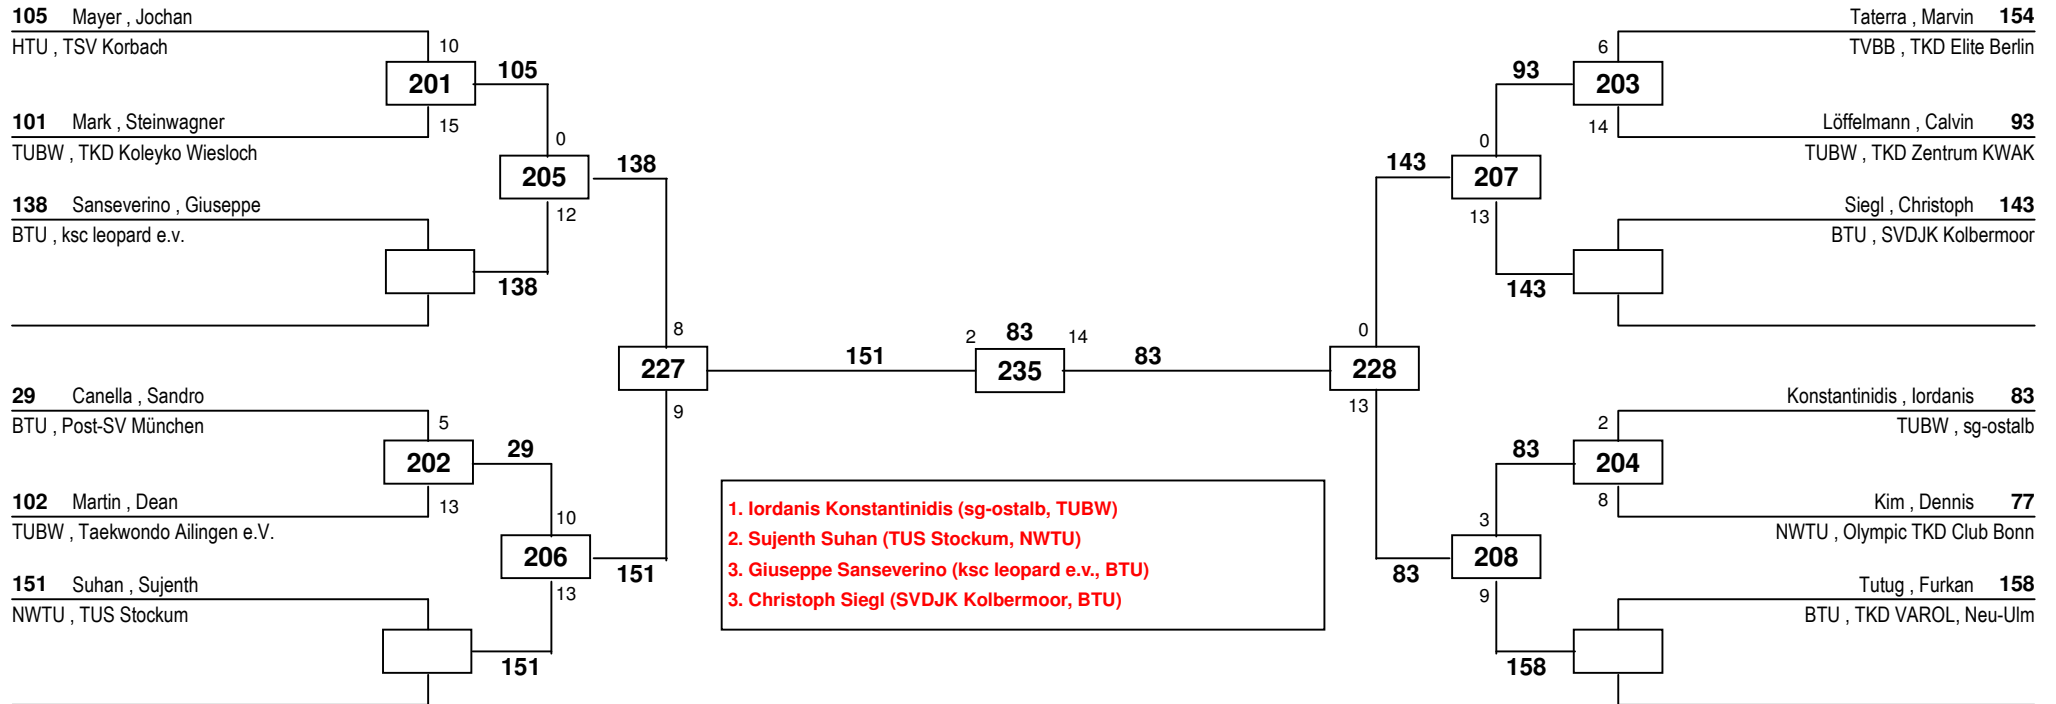 105 Mayer , Jochan
HTU , TSV Korbach
10
201
105
101 Mark , Steinwagner
15
TUBW , TKD Koleyko Wiesloch
0
205
138
138 Sanseverino , Giuseppe
12
BTU , ksc leopard e.v.
138
8
227
151
9
29 Canella , Sandro
BTU , Post-SV München
5
202
29
102 Martin , Dean
13
TUBW , Taekwondo Ailingen e.V.
10
206
151
151 Suhan , Sujenth
13
NWTU , TUS Stockum
151
2 83 14
235
83
1. Iordanis Konstantinidis (sg-ostalb, TUBW)
2. Sujenth Suhan (TUS Stockum, NWTU)
3. Giuseppe Sanseverino (ksc leopard e.v., BTU)
3. Christoph Siegl (SVDJK Kolbermoor, BTU)
Taterra , Marvin 154
6
TVBB , TKD Elite Berlin
93
203
Löffelmann , Calvin 93
14
TUBW , TKD Zentrum KWAK
0
143
207
Siegl , Christoph 143
13
BTU , SVDJK Kolbermoor
143
0
228
13
Konstantinidis , Iordanis 83
2
TUBW , sg-ostalb
83
204
Kim , Dennis 77
8
NWTU , Olympic TKD Club Bonn
3
208
83
Tutug , Furkan 158
9
BTU , TKD VAROL, Neu-Ulm
158